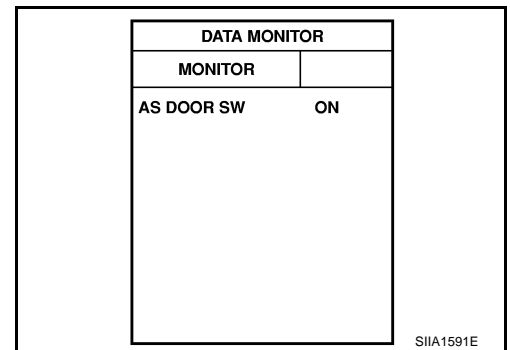 DATA MONITOR
MONITOR
AS DOOR SW ON
SIIA1591E